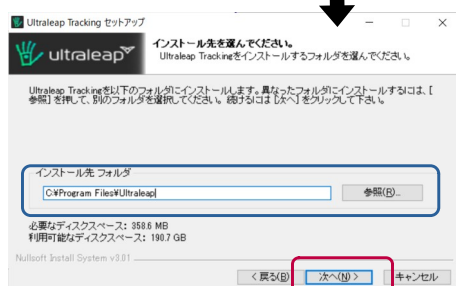 Ultraleap Tracking セットアップ
ultraleap
インストール先を選んでください。
Ultraleap Trackingをインストールするフォルダを選んでください。
Ultraleap Trackingを以下のフォルダにインストールします。異なったフォルダにインストールするには、[
参照]を押して、別のフォルダを選択してください。 続けるには [次へ] をクリックして下さい。
インストール先 フォルダ
C:¥Program Files¥Ultraleap
参照(R)...
必要なディスクスペース: 358.6 MB
利用可能なディスクスペース: 190.7 GB
Nullsoft Install System v3.01
< 戻る(B)
次へ(N) >
キャンセル